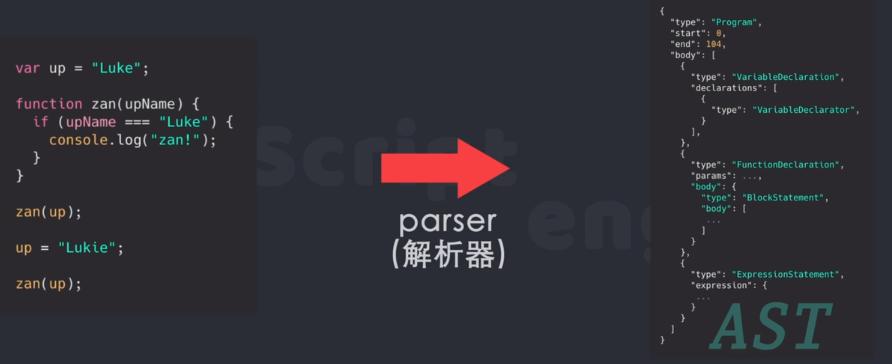 var up = "Luke";
function zan(upName) {
if (upName === "Luke") {
console.log("zan!");
}
}
zan(up);
up = "Lukie";
zan(up);
Script
eng
parser
(解析器)
{
"type": "Program",
"start": 0,
"end": 104,
"body": [
{
"type": "VariableDeclaration",
"declarations": [
{
"type": "VariableDeclarator",
}
],
},
{
"type": "FunctionDeclaration",
"params": ...,
"body": {
"type": "BlockStatement",
"body": [
...
]
}
},
{
"type": "ExpressionStatement",
"expression": {
...
}
}
]
}
AST